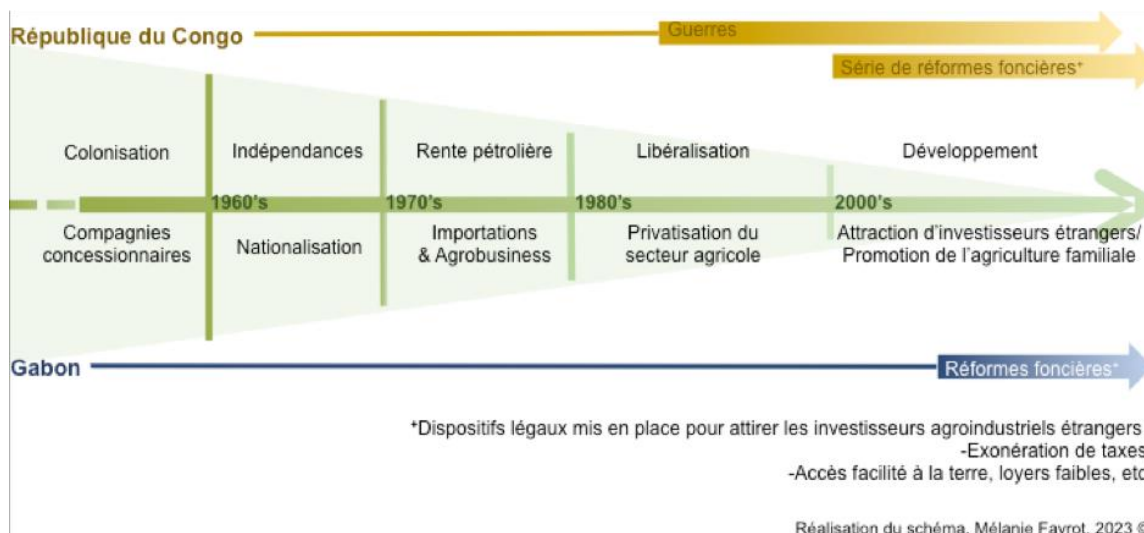 République du Congo
Guerres
Série de réformes foncières⁺
Colonisation
Indépendances
Rente pétrolière
Libéralisation
Développement
1960's
1970's
1980's
2000's
Compagnies
concessionnaires
Nationalisation
Importations
& Agrobusiness
Privatisation du
secteur agricole
Attraction d'investisseurs étrangers/
Promotion de l'agriculture familiale
Gabon
Réformes foncières⁺
⁺Dispositifs légaux mis en place pour attirer les investisseurs agroindustriels étrangers
-Exonération de taxes
-Accès facilité à la terre, loyers faibles, etc
Réalisation du schéma, Mélanie Favrot, 2023 ©